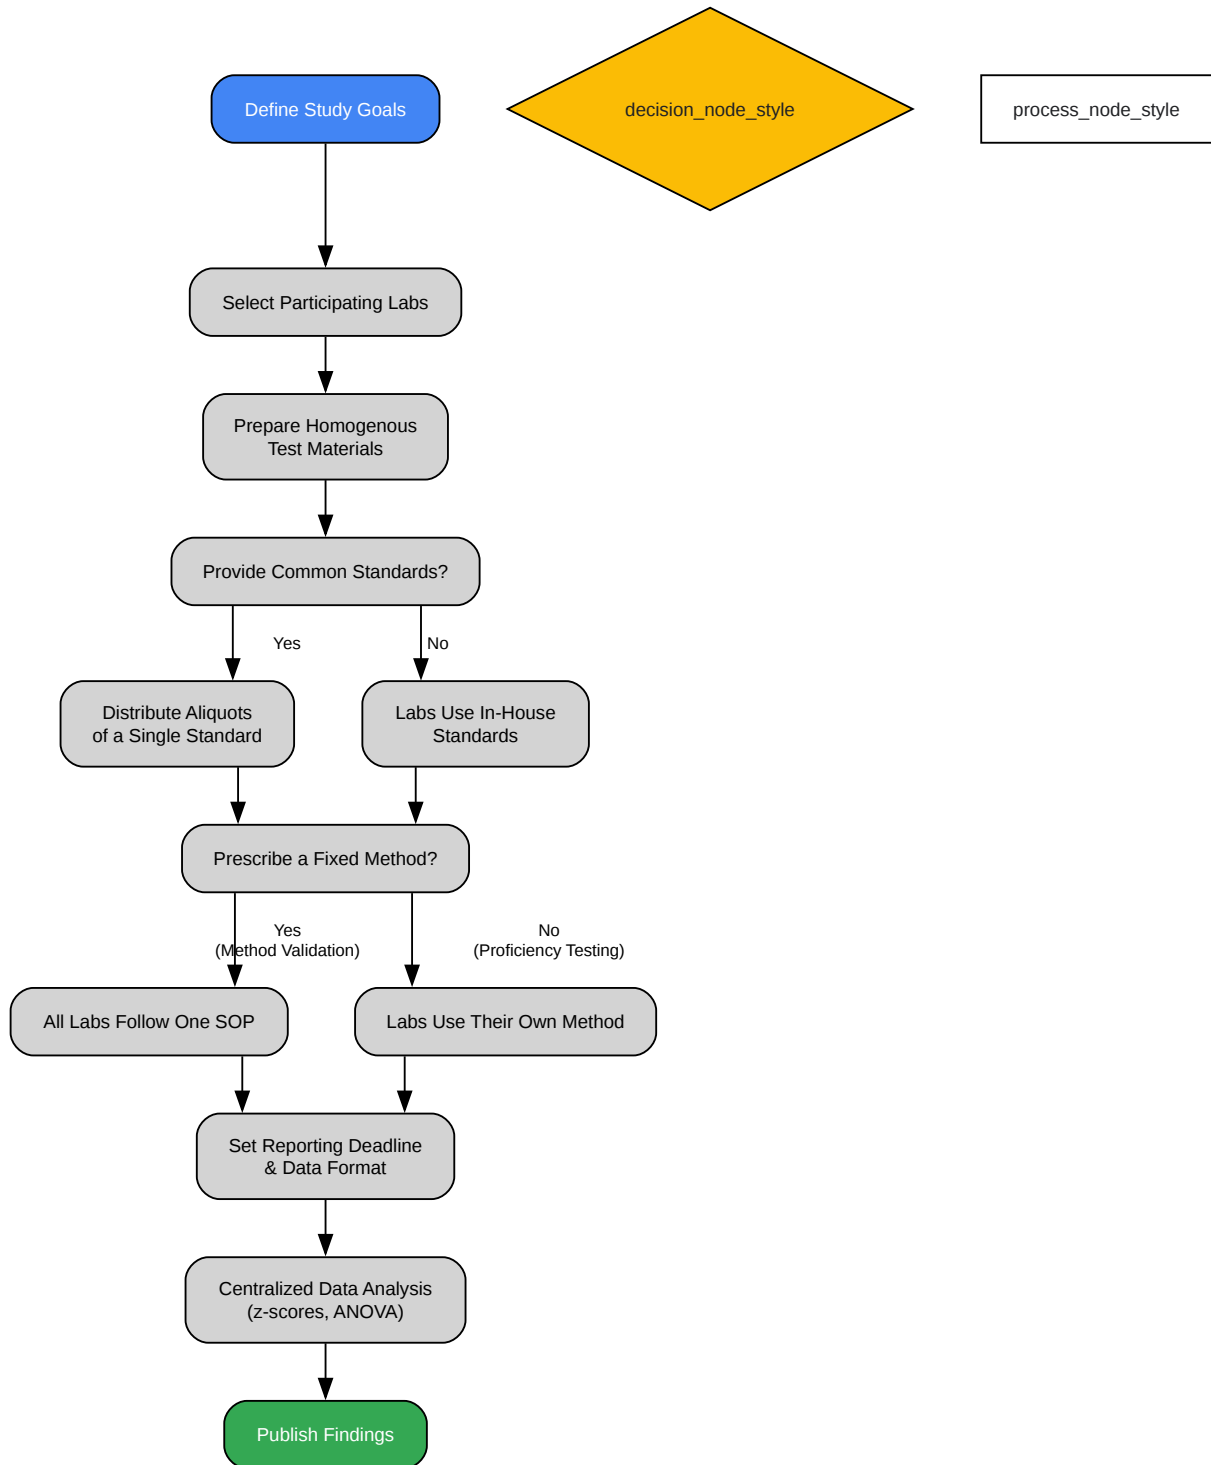 Define Study Goals
decision_node_style
process_node_style
Select Participating Labs
Prepare Homogenous
Test Materials
Provide Common Standards?
Yes
No
Distribute Aliquots
of a Single Standard
Labs Use In-House
Standards
Prescribe a Fixed Method?
Yes
(Method Validation)
No
(Proficiency Testing)
All Labs Follow One SOP
Labs Use Their Own Method
Set Reporting Deadline
& Data Format
Centralized Data Analysis
(z-scores, ANOVA)
Publish Findings